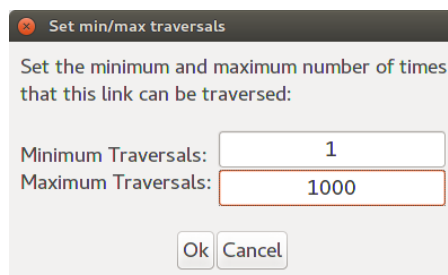 Set min/max traversals
Set the minimum and maximum number of times
that this link can be traversed:
Minimum Traversals: 1
Maximum Traversals: 1000
Ok Cancel